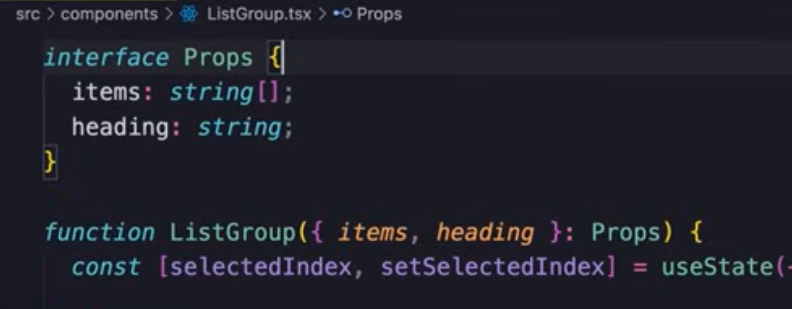 src > components > ListGroup.tsx > Props
interface Props {
items: string[];
heading: string;
}
function ListGroup({ items, heading }: Props) {
const [selectedIndex, setSelectedIndex] = useState(